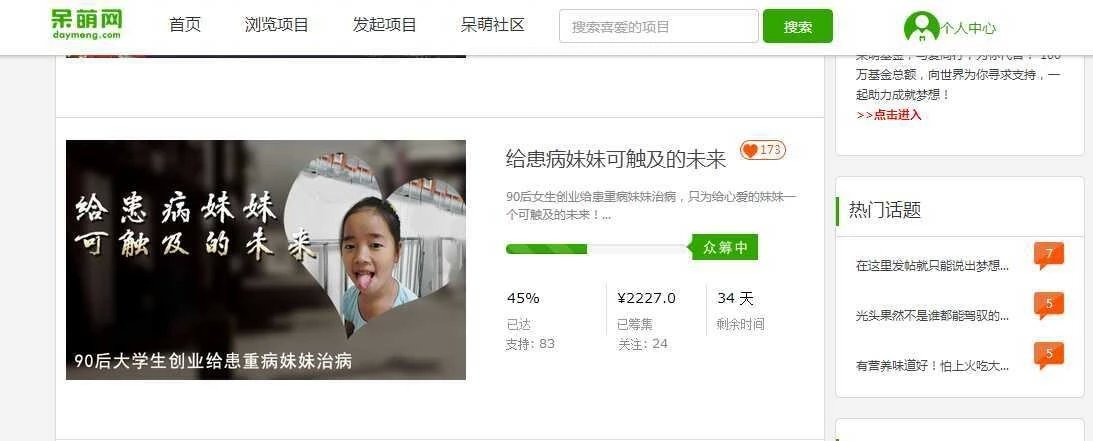 呆萌网
daymeng.com
首页
浏览项目
发起项目
呆萌社区
搜索喜爱的项目
搜索
个人中心
万基金总额，向世界为你寻求支持，一
起助力成就梦想！
>>点击进入
给患病妹妹
可触及的未来
90后大学生创业给患重病妹妹治病
给患病妹妹可触及的未来
173
90后女生创业给患重病妹妹治病，只为给心爱的妹妹一
个可触及的未来！...
众筹中
45%
¥2227.0
34 天
已达
已筹集
剩余时间
支持: 83
关注: 24
热门话题
在这里发帖就只能说出梦想...
7
光头果然不是谁都能驾驭的...
5
有营养味道好！怕上火吃大...
5